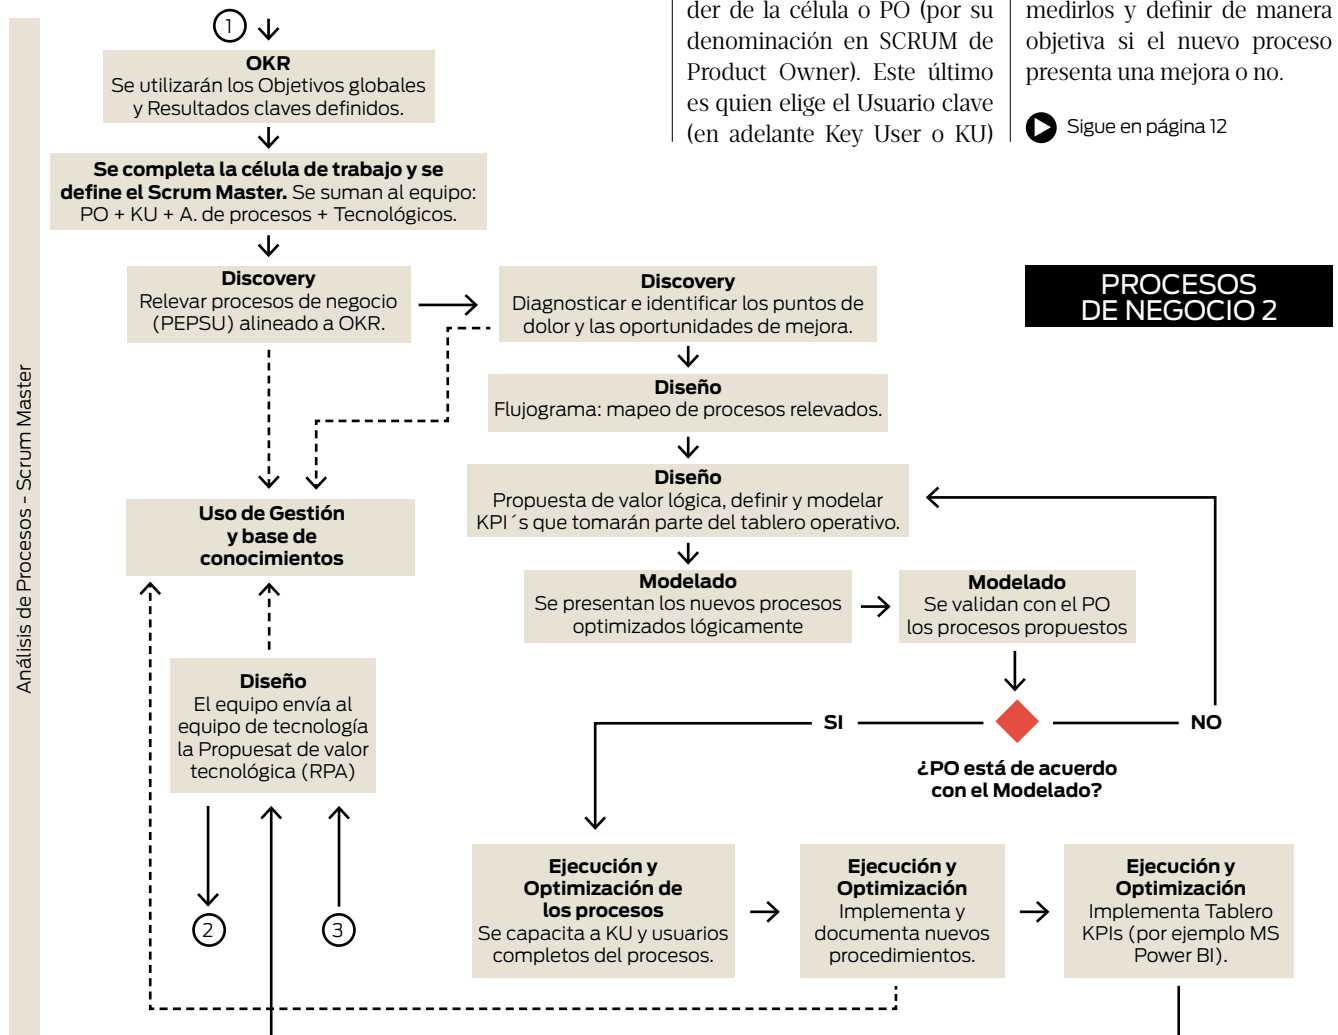 der de la célula o PO (por su
denominación en SCRUM de
Product Owner). Este último
es quien elige el Usuario clave
(en adelante Key User o KU)
medirlos y definir de manera
objetiva si el nuevo proceso
presenta una mejora o no.
Sigue en página 12
PROCESOS
DE NEGOCIO 2
Análisis de Procesos - Scrum Master
1
OKR
Se utilizarán los Objetivos globales
y Resultados claves definidos.
Se completa la célula de trabajo y se
define el Scrum Master. Se suman al equipo:
PO + KU + A. de procesos + Tecnológicos.
Discovery
Relevar procesos de negocio
(PEPSU) alineado a OKR.
Discovery
Diagnosticar e identificar los puntos de
dolor y las oportunidades de mejora.
Diseño
Flujograma: mapeo de procesos relevados.
Diseño
Propuesta de valor lógica, definir y modelar
KPI´s que tomarán parte del tablero operativo.
Uso de Gestión
y base de
conocimientos
Modelado
Se presentan los nuevos procesos
optimizados lógicamente
Modelado
Se validan con el PO
los procesos propuestos
Diseño
El equipo envía al
equipo de tecnología
la Propuesat de valor
tecnológica (RPA)
SI
NO
¿PO está de acuerdo
con el Modelado?
2
3
Ejecución y
Optimización de
los procesos
Se capacita a KU y usuarios
completos del procesos.
Ejecución y
Optimización
Implementa y
documenta nuevos
procedimientos.
Ejecución y
Optimización
Implementa Tablero
KPIs (por ejemplo MS
Power BI).